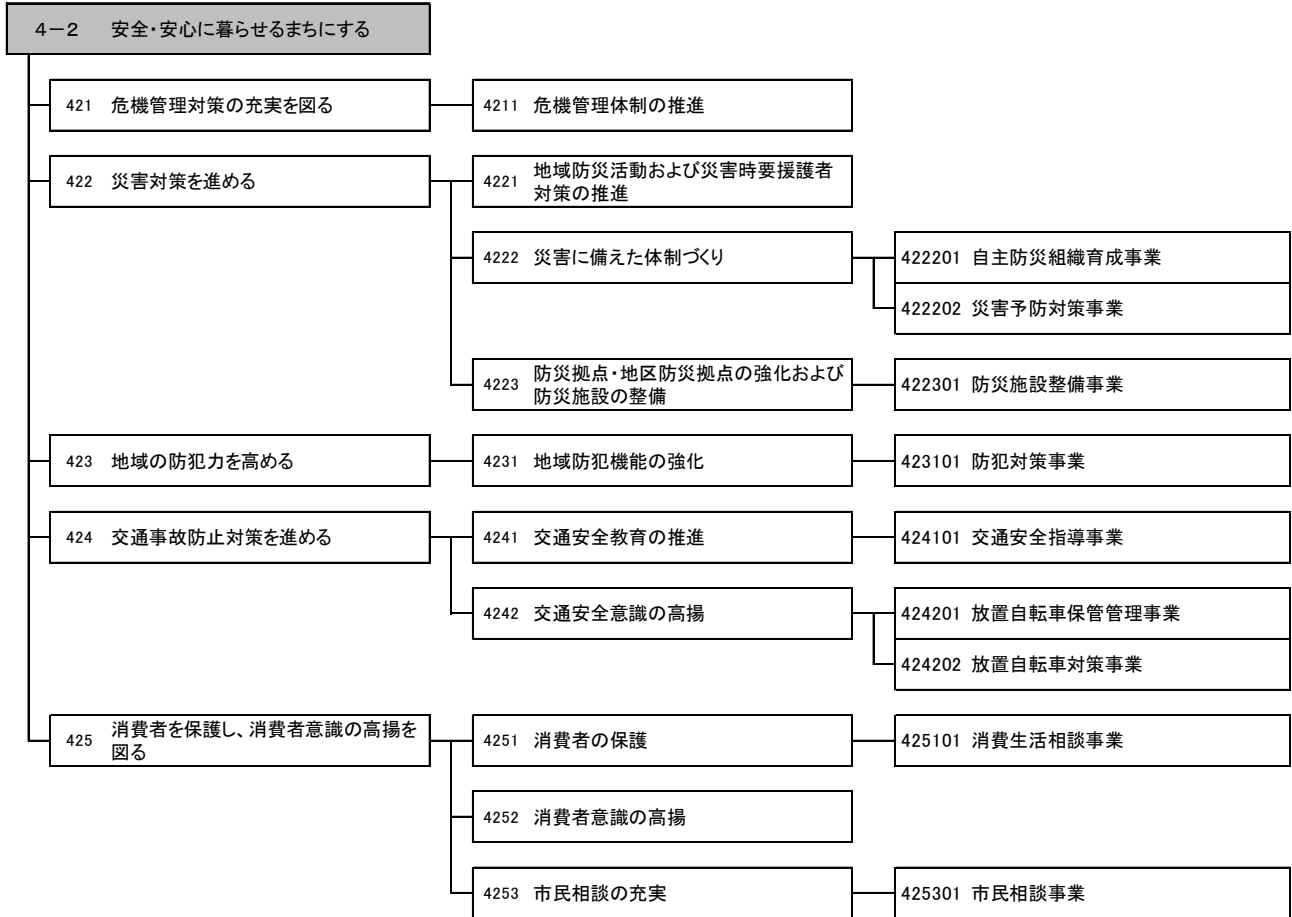 4－2 安全・安心に暮らせるまちにする
421 危機管理対策の充実を図る
4211 危機管理体制の推進
422 災害対策を進める
4221 地域防災活動および災害時要援護者
対策の推進
4222 災害に備えた体制づくり
422201 自主防災組織育成事業
422202 災害予防対策事業
4223 防災拠点・地区防災拠点の強化および
防災施設の整備
422301 防災施設整備事業
423 地域の防犯力を高める
4231 地域防犯機能の強化
423101 防犯対策事業
424 交通事故防止対策を進める
4241 交通安全教育の推進
424101 交通安全指導事業
4242 交通安全意識の高揚
424201 放置自転車保管管理事業
424202 放置自転車対策事業
425 消費者を保護し、消費者意識の高揚を
図る
4251 消費者の保護
425101 消費生活相談事業
4252 消費者意識の高揚
4253 市民相談の充実
425301 市民相談事業